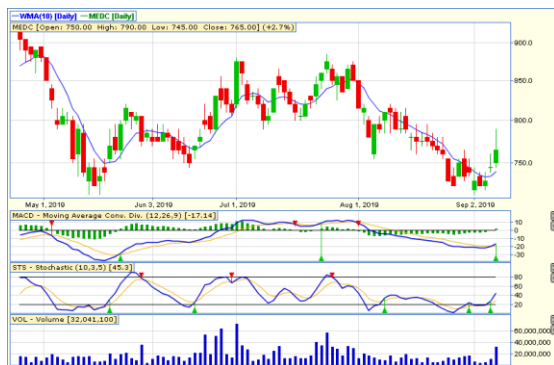 WMA(10) [Daily] MEDC [Daily]
MEDC [Open: 750.00 High: 790.00 Low: 745.00 Close: 765.00] (+2.7%)
900.0
850.0
800.0
750.0
May 1, 2019 Jun 3, 2019 Jul 1, 2019 Aug 1, 2019 Sep 2, 2019
MACD - Moving Average Conv. Div. (12,26,9) [-17.14]
10
0
-10
-20
-30
STS - Stochastic (10,3,5) [45.3]
80
60
40
20
VOL - Volume [32,041,100]
60,000,000
40,000,000
20,000,000